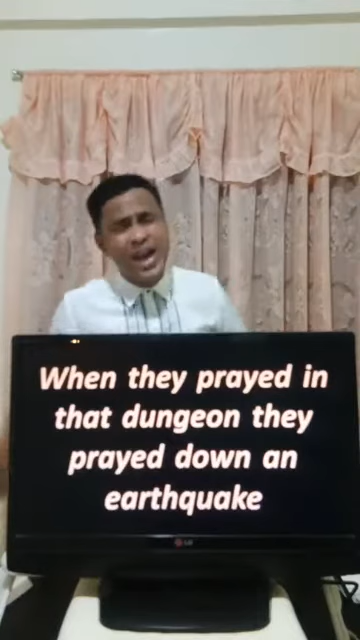 When they prayed in
that dungeon they
prayed down an
earthquake
LG